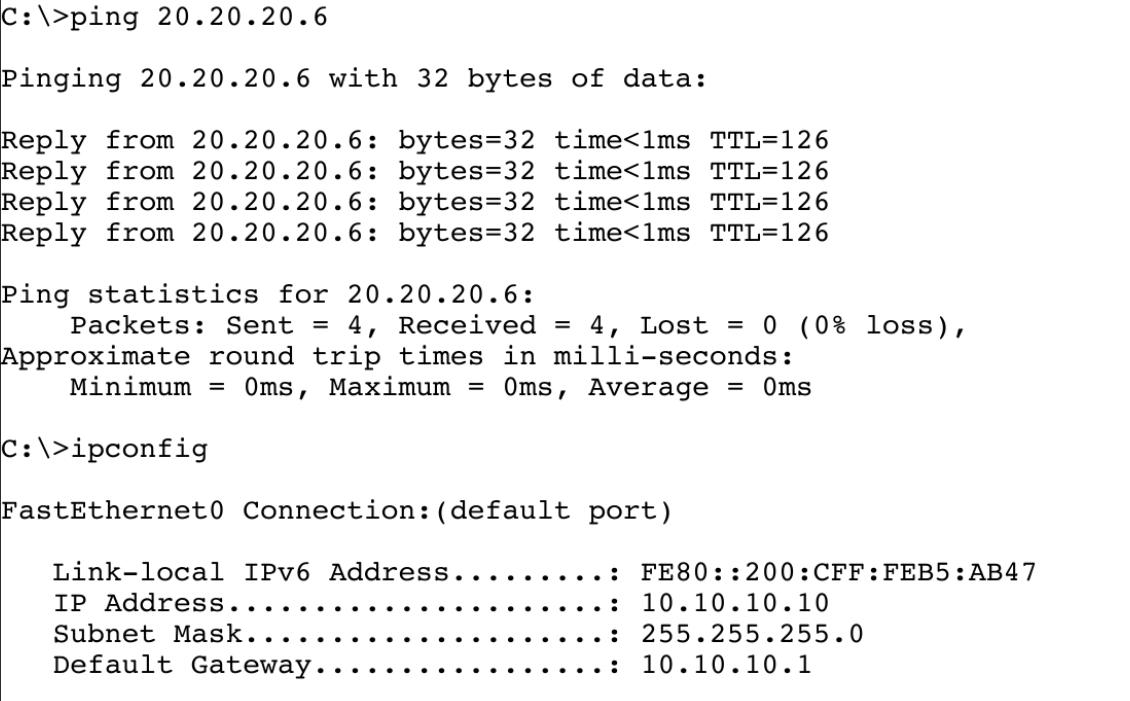 C:\>ping 20.20.20.6
Pinging 20.20.20.6 with 32 bytes of data:
Reply from 20.20.20.6: bytes=32 time<1ms TTL=126
Reply from 20.20.20.6: bytes=32 time<1ms TTL=126
Reply from 20.20.20.6: bytes=32 time<1ms TTL=126
Reply from 20.20.20.6: bytes=32 time<1ms TTL=126
Ping statistics for 20.20.20.6:
    Packets: Sent = 4, Received = 4, Lost = 0 (0% loss),
Approximate round trip times in milli-seconds:
    Minimum = 0ms, Maximum = 0ms, Average = 0ms
C:\>ipconfig
FastEthernet0 Connection:(default port)
   Link-local IPv6 Address.........: FE80::200:CFF:FEB5:AB47
   IP Address......................: 10.10.10.10
   Subnet Mask.....................: 255.255.255.0
   Default Gateway.................: 10.10.10.1